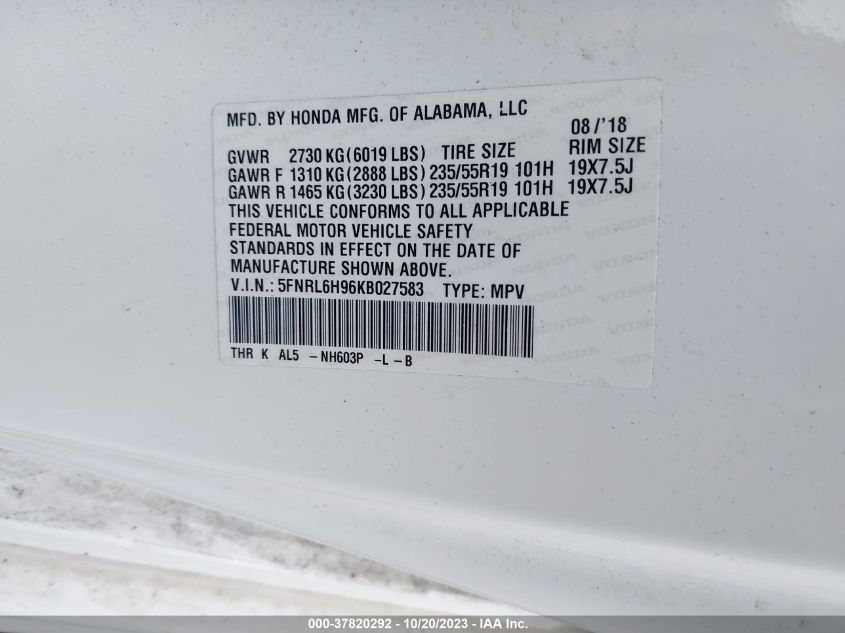 MFD. BY HONDA MFG. OF ALABAMA, LLC
08/'18
GVWR 2730 KG(6019 LBS) TIRE SIZE RIM SIZE
GAWR F 1310 KG(2888 LBS) 235/55R19 101H 19X7.5J
GAWR R 1465 KG(3230 LBS) 235/55R19 101H 19X7.5J
THIS VEHICLE CONFORMS TO ALL APPLICABLE
FEDERAL MOTOR VEHICLE SAFETY
STANDARDS IN EFFECT ON THE DATE OF
MANUFACTURE SHOWN ABOVE.
V.I.N.: 5FNRL6H96KB027583 TYPE: MPV
THR K AL5 -NH603P -L-B
000-37820292 - 10/20/2023 - IAA Inc.